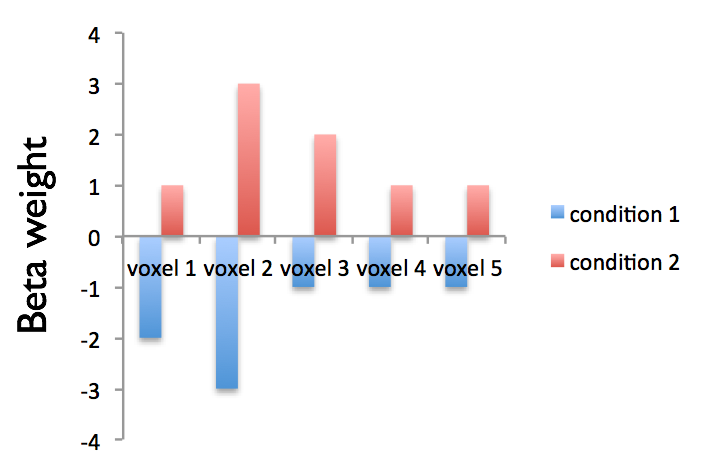 Beta weight
4
3
2
1
0
-1
-2
-3
-4
voxel 1 voxel 2 voxel 3 voxel 4 voxel 5
condition 1
condition 2